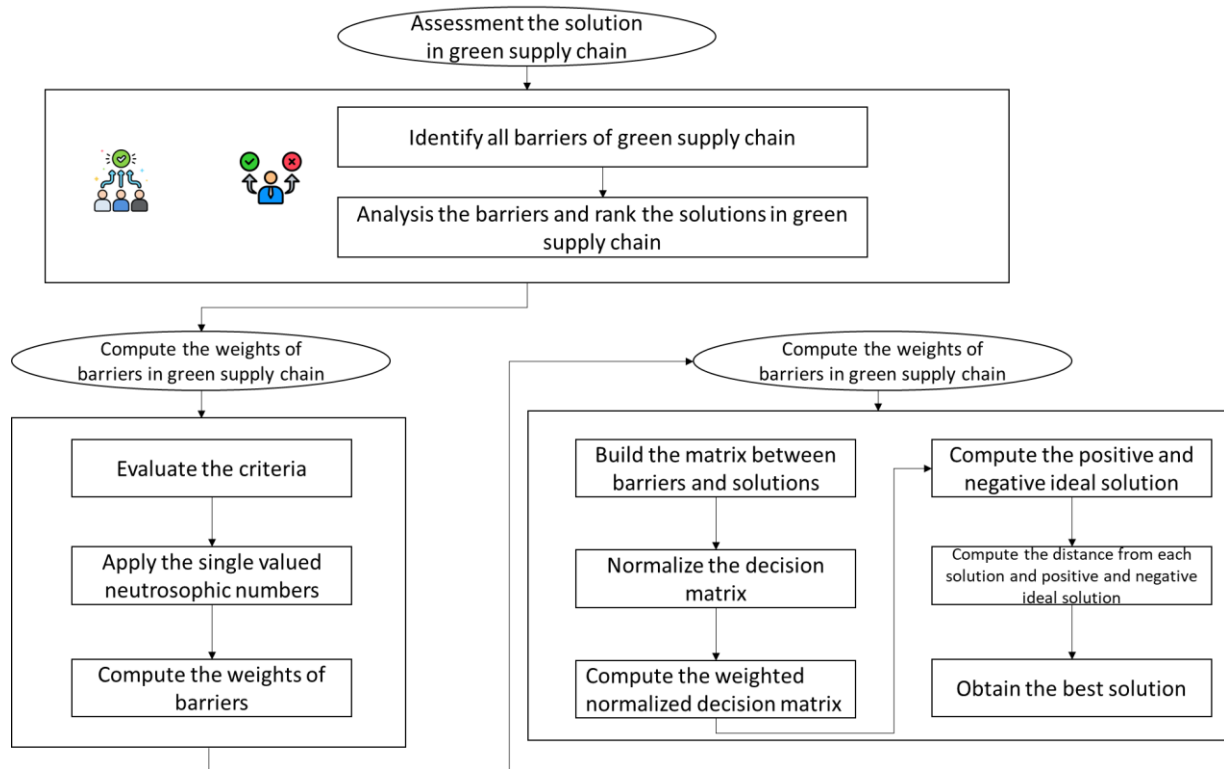 Assessment the solution
in green supply chain
Identify all barriers of green supply chain
Analysis the barriers and rank the solutions in green
supply chain
Compute the weights of
barriers in green supply chain
Evaluate the criteria
Apply the single valued
neutrosophic numbers
Compute the weights of
barriers
Compute the weights of
barriers in green supply chain
Build the matrix between
barriers and solutions
Normalize the decision
matrix
Compute the weighted
normalized decision matrix
Compute the positive and
negative ideal solution
Compute the distance from each
solution and positive and negative
ideal solution
Obtain the best solution